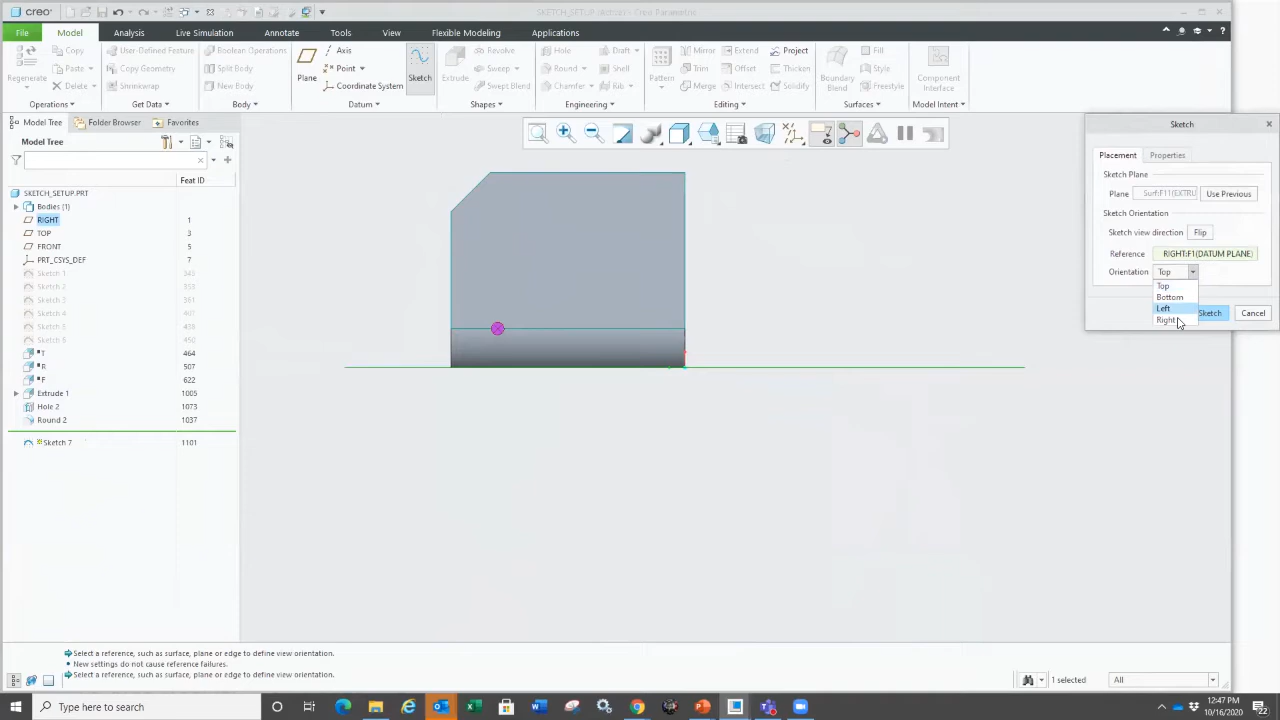 creo
SKETCH_SETUP (Active) - Creo Parametric
File Model Analysis Live Simulation Annotate Tools View Flexible Modeling Applications
Regenerate
Copy
Paste
Delete
Operations
User-Defined Feature
Copy Geometry
Shrinkwrap
Get Data
Boolean Operations
Split Body
New Body
Body
Plane
Axis
Point
Coordinate System
Sketch
Datum
Extrude
Revolve
Sweep
Swept Blend
Shapes
Hole
Round
Chamfer
Draft
Shell
Rib
Engineering
Pattern
Mirror
Trim
Merge
Extend
Offset
Intersect
Project
Thicken
Solidify
Editing
Boundary
Blend
Fill
Style
Freestyle
Surfaces
Component
Interface
Model Intent
Model Tree Folder Browser Favorites
Model Tree
Feat ID
SKETCH_SETUP.PRT
Bodies (1)
RIGHT 1
TOP 3
FRONT 5
PRT_CSYS_DEF 7
Sketch 1 343
Sketch 2
Sketch 3
Sketch 4
Sketch 5
Sketch 6 450
T 464
R 507
F 622
Extrude 1 1005
Hole 2 1073
Round 2 1037
Sketch 7 1101
Sketch
Placement Properties
Sketch Plane
Plane Surf:F11(EXTRU Use Previous
Sketch Orientation
Sketch view direction Flip
Reference RIGHT:F1(DATUM PLANE)
Orientation Top
Top
Bottom
Left
Right
Sketch Cancel
Select a reference, such as surface, plane or edge to define view orientation.
New settings do not cause reference failures.
Select a reference, such as surface, plane or edge to define view orientation.
1 selected
All
Type here to search
12:47 PM
10/16/2020
22